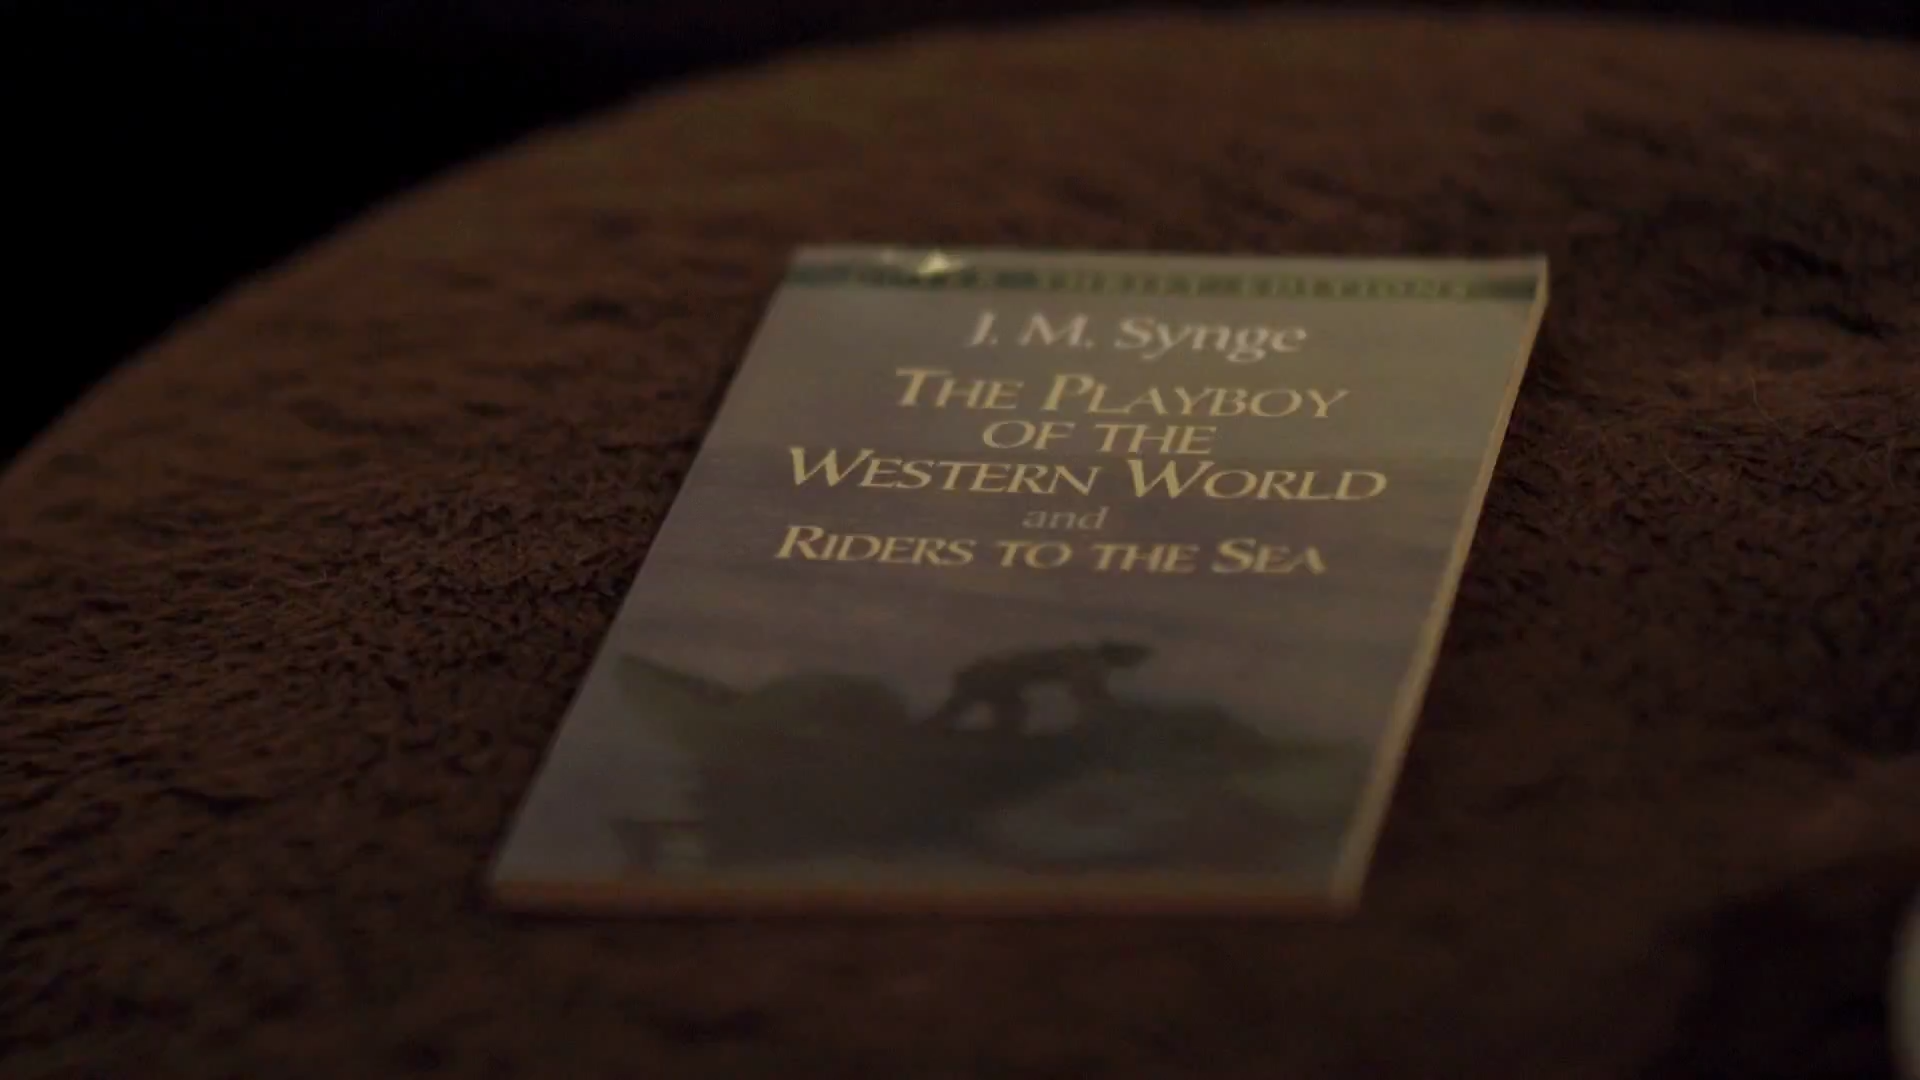 J. M. Synge
THE PLAYBOY
OF THE
WESTERN WORLD
and
RIDERS TO THE SEA